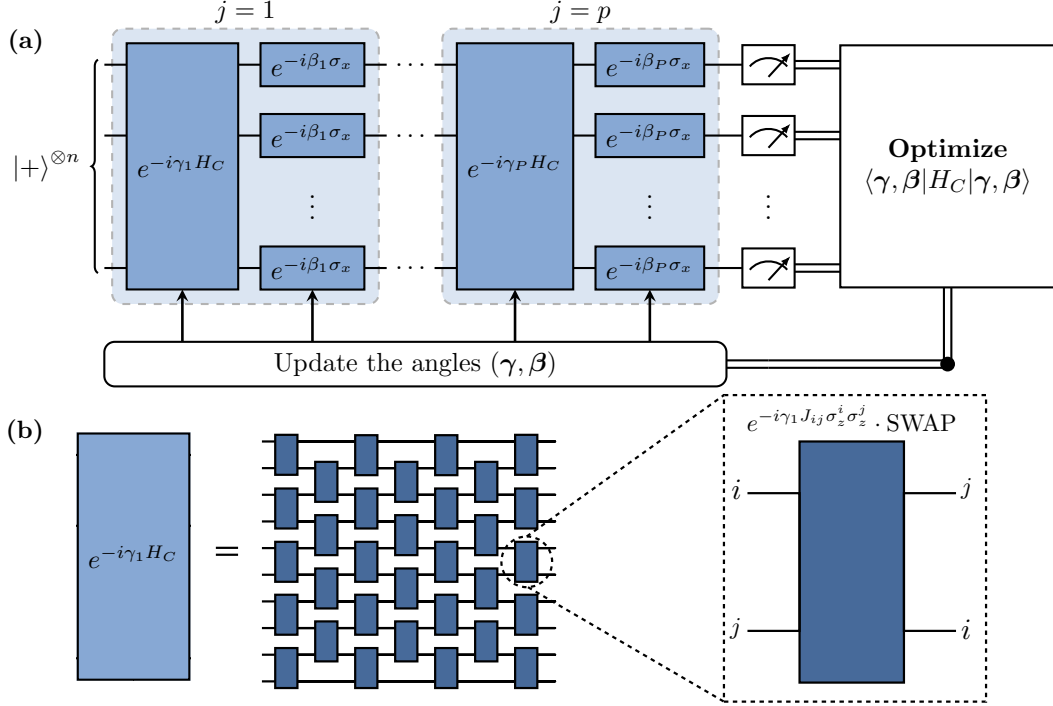 j = 1
j = p
(a)
|+⟩^{⊗n}
e^{-iγ_1 H_C}
e^{-iβ_1 σ_x}
e^{-iβ_1 σ_x}
⋮
e^{-iβ_1 σ_x}
· · ·
· · ·
· · ·
e^{-iγ_P H_C}
e^{-iβ_P σ_x}
e^{-iβ_P σ_x}
⋮
e^{-iβ_P σ_x}
⋮
Optimize
⟨γ, β|H_C|γ, β⟩
Update the angles (γ, β)
(b)
e^{-iγ_1 H_C}
=
e^{-iγ_1 J_{ij} σ_z^i σ_z^j} · SWAP
i
j
j
i